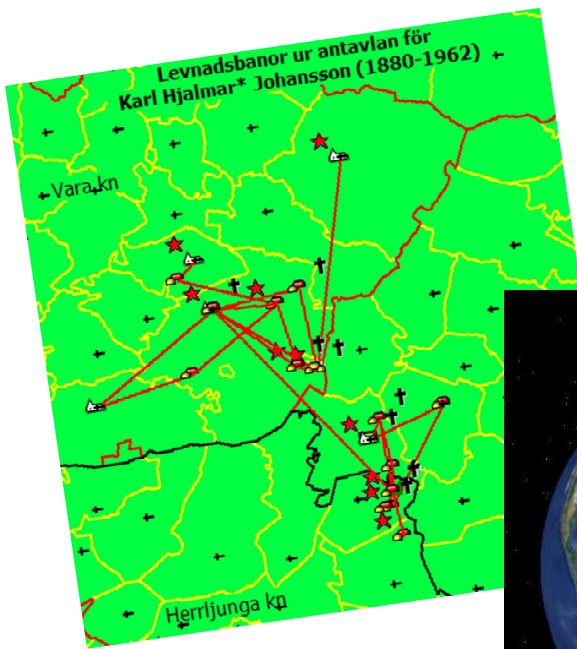 Levnadsbanor ur antavlan för
Karl Hjalmar* Johansson (1880-1962)
Vara kn
Herrljunga kn